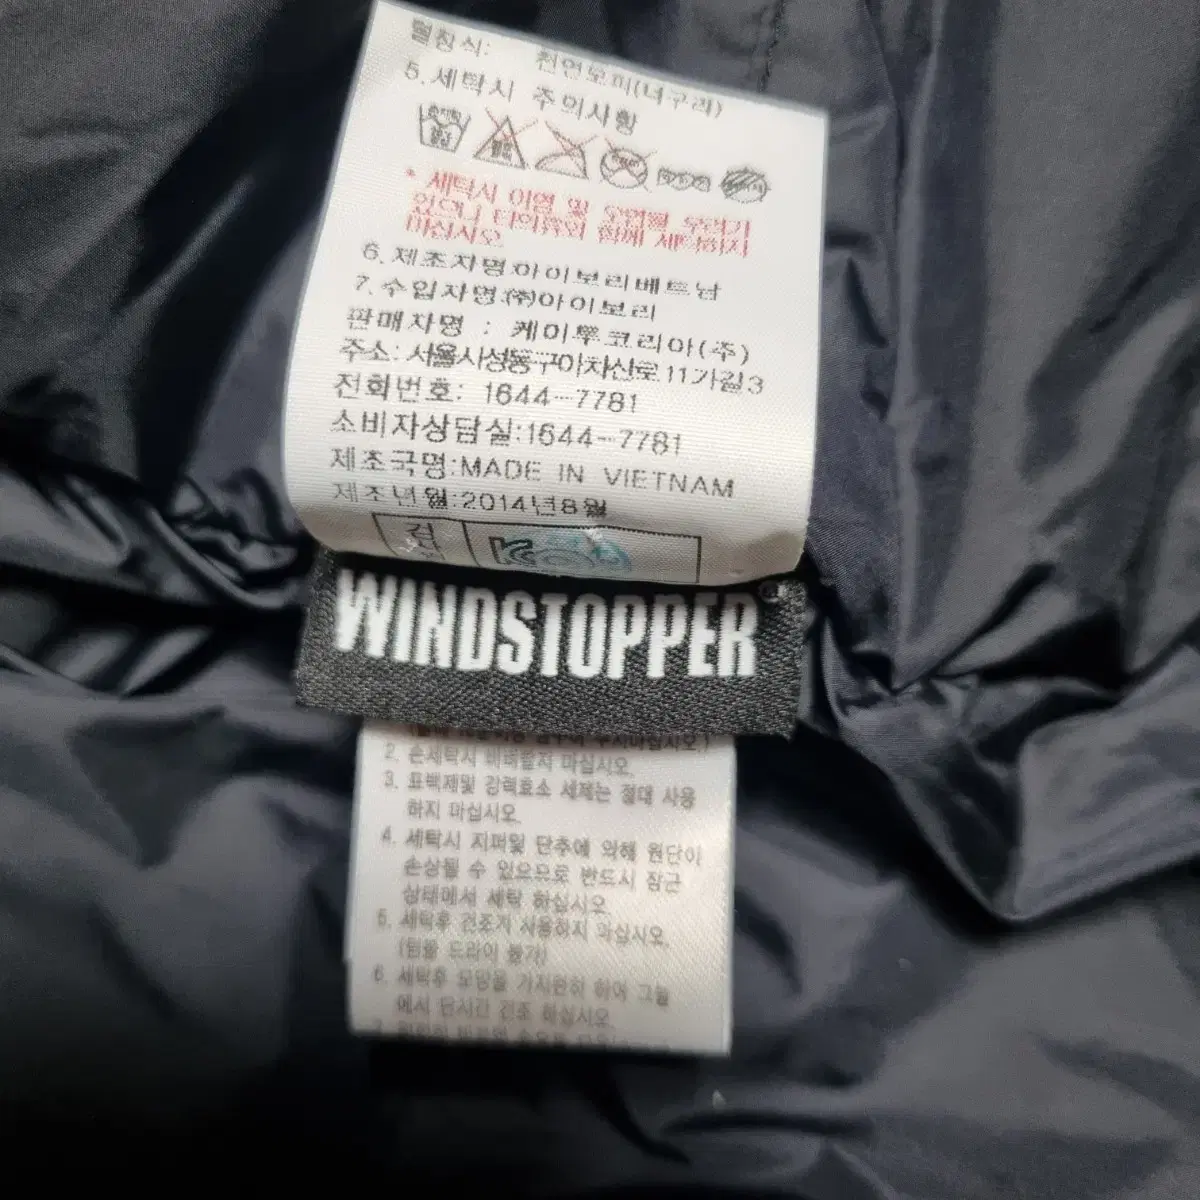 털장식: 천연모피(너구리)
5.세탁시 주의사항
* 세탁시 이염 및 우려가
있으니 타의류와 함께 세탁하지
마십시오
6.제조자명:아이보리베트남
7.수입자명:(주)아이보리
판매자명 : 케이투코리아(주)
주소: 서울시성동구아차산로11가길3
전화번호: 1644-7781
소비자상담실:1644-7781
제조국명:MADE IN VIETNAM
제조년월:2014년8월
WINDSTOPPER®
2. 손세탁시 비벼빨지 마십시오.
3. 표백제및 강력효소 세제는 절대 사용
하지 마십시오.
4. 세탁시 지퍼및 단추에 의해 원단이
손상될 수 있으므로 반드시 잠근
상태에서 세탁 하십시오.
5. 세탁후 건조기 사용하지 마십시오.
(텀블 드라이 불가)
6. 세탁후 모양을 가지런히 하여 그늘
에서 단시간 건조 하십시오.